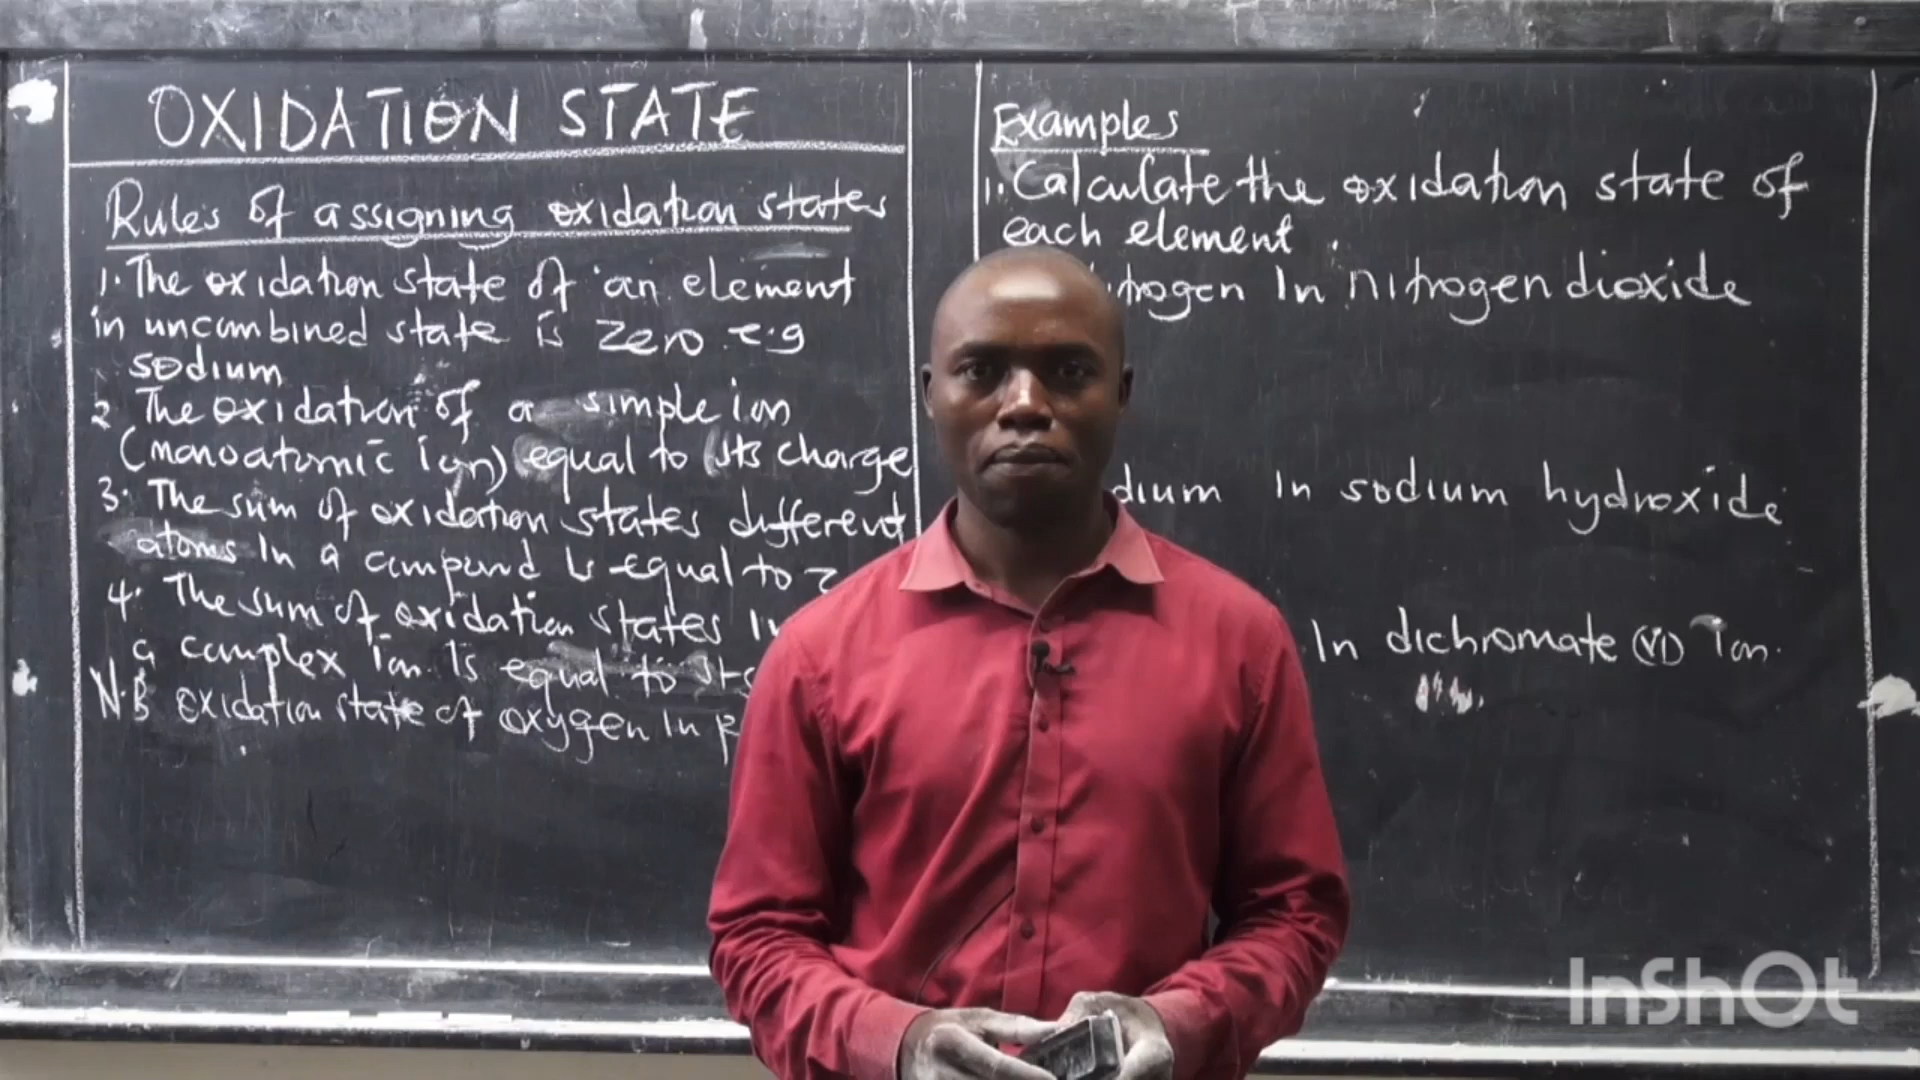 OXIDATION STATE
Rules of assigning oxidation states
1. The oxidation state of an element
in uncombined state is zero e.g
sodium
2 The oxidation of a simple ion
(monoatomic ion) equal to its charge
3. The sum of oxidation states different
atoms in a compound is equal to
4. The sum of oxidation states in
a complex ion is equal to its
N.B oxidation state of oxygen in
Examples
1. Calculate the oxidation state of
each element
In nitrogen dioxide
In sodium hydroxide
In dichromate (VI) ion.
InShOt